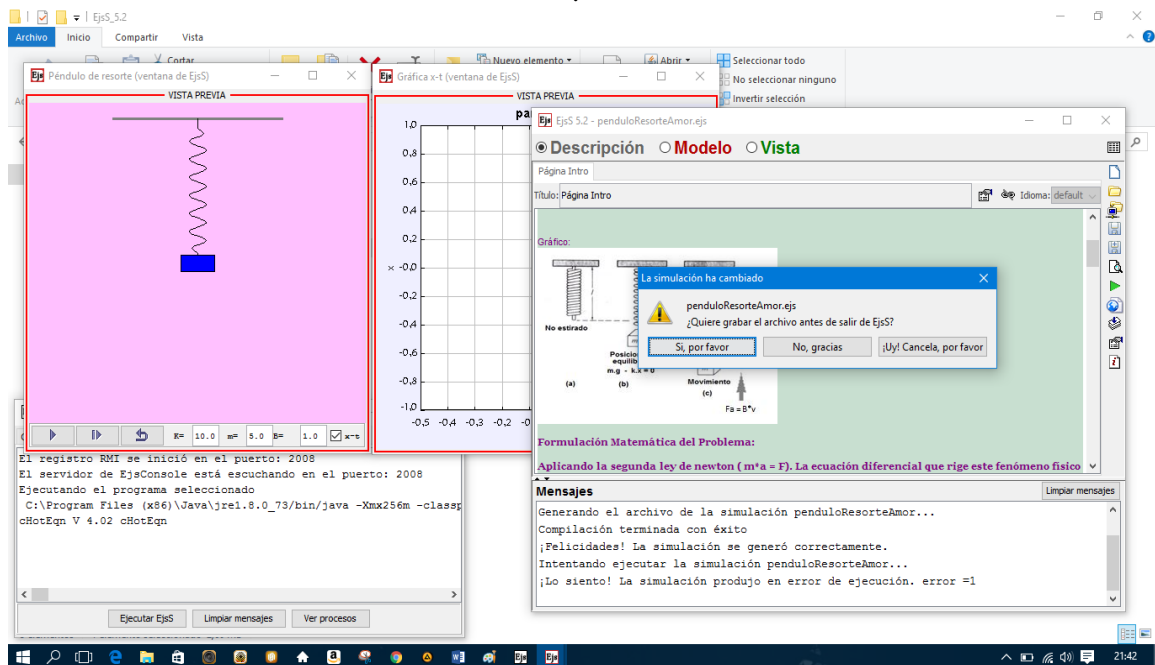 EjsS_5.2
Archivo Inicio Compartir Vista
Cortar
Nuevo elemento
Abrir
Seleccionar todo
No seleccionar ninguno
Invertir selección
Péndulo de resorte (ventana de EjsS)
VISTA PREVIA
K= 10.0 m= 5.0 B= 1.0 x-t
Gráfica x-t (ventana de EjsS)
VISTA PREVIA
1,0
0,8
0,6
0,4
0,2
x -0,0
-0,2
-0,4
-0,6
-0,8
-1,0
-0,5 -0,4 -0,3 -0,2
EjsS 5.2 - penduloResorteAmor.ejs
Descripción Modelo Vista
Página Intro
Título: Página Intro
Idioma: default
Gráfico:
No estirado
(a)
(b)
m.g - k.x = 0
Movimiento
(c)
Fa = B*v
Formulación Matemática del Problema:
Aplicando la segunda ley de newton ( m*a = F). La ecuación diferencial que rige este fenómeno físico
La simulación ha cambiado
penduloResorteAmor.ejs
¿Quiere grabar el archivo antes de salir de EjsS?
Si, por favor
No, gracias
¡Uy! Cancela, por favor
Mensajes
Limpiar mensajes
Generando el archivo de la simulación penduloResorteAmor...
Compilación terminada con éxito
¡Felicidades! La simulación se generó correctamente.
Intentando ejecutar la simulación penduloResorteAmor...
¡Lo siento! La simulación produjo en error de ejecución. error =1
El registro RMI se inició en el puerto: 2008
El servidor de EjsConsole está escuchando en el puerto: 2008
Ejecutando el programa seleccionado
C:\Program Files (x86)\Java\jre1.8.0_73/bin/java -Xmx256m -classp
cHotEqn V 4.02 cHotEqn
Ejecutar EjsS
Limpiar mensajes
Ver procesos
21:42